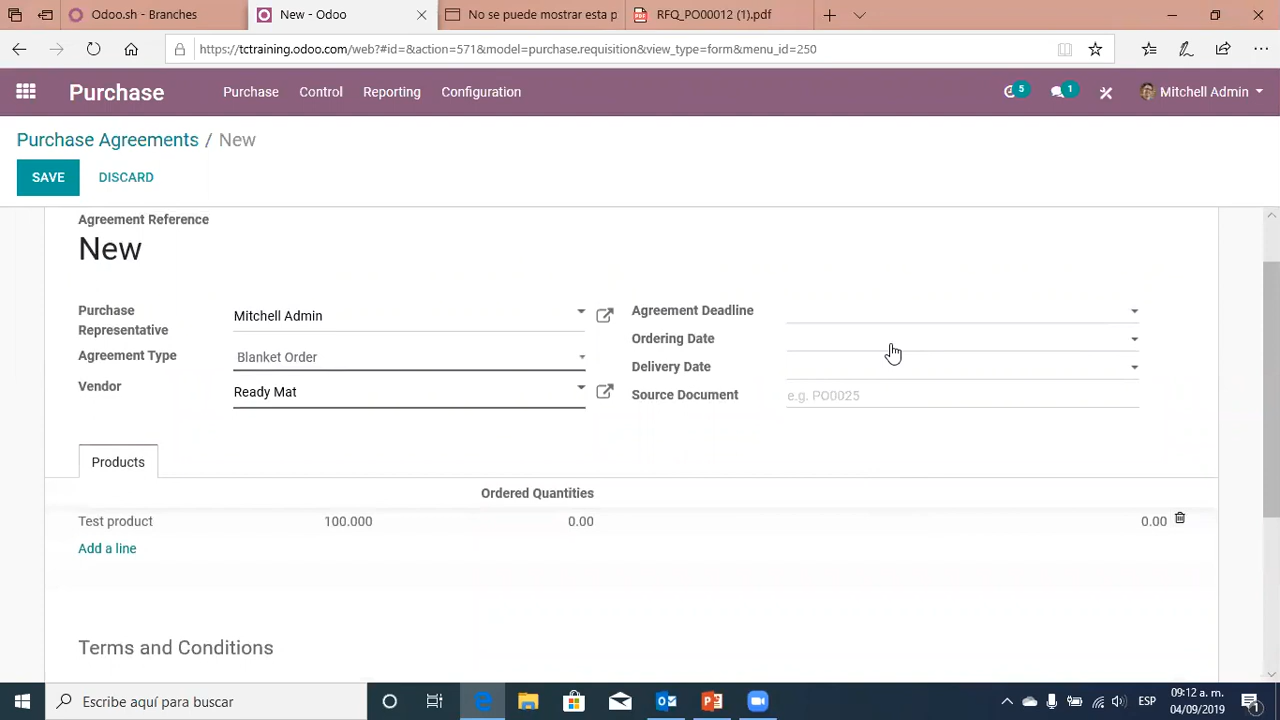 Odoo.sh - Branches
New - Odoo
No se puede mostrar esta p
RFQ_PO00012 (1).pdf
https://tctraining.odoo.com/web?#id=&action=571&model=purchase.requisition&view_type=form&menu_id=250
Purchase Purchase Control Reporting Configuration 5 1 Mitchell Admin
Purchase Agreements / New
SAVE DISCARD
Agreement Reference
New
Purchase Representative Mitchell Admin
Agreement Type Blanket Order
Vendor Ready Mat
Agreement Deadline
Ordering Date
Delivery Date
Source Document e.g. PO0025
Products
Ordered Quantities
Test product 100.000 0.00 0.00
Add a line
Terms and Conditions
Escribe aquí para buscar
ESP
09:12 a. m.
04/09/2019
1